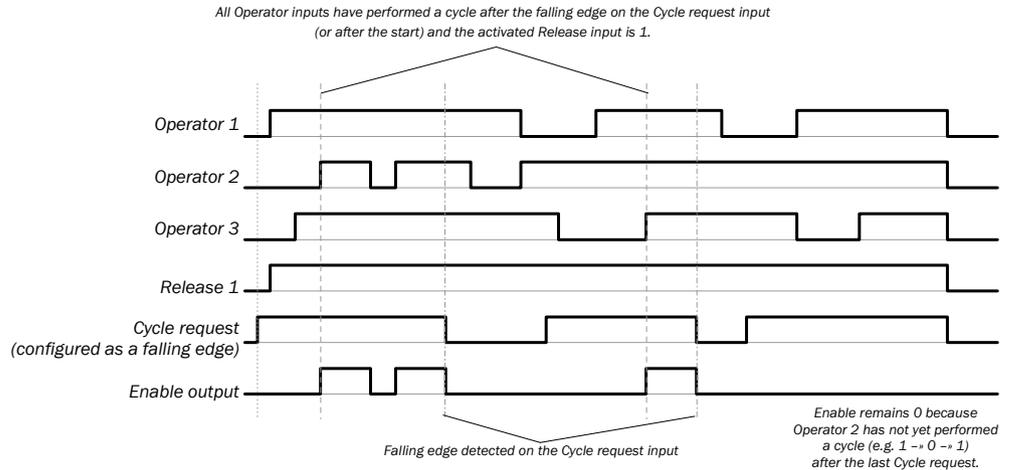 All Operator inputs have performed a cycle after the falling edge on the Cycle request input
(or after the start) and the activated Release input is 1.
Operator 1
Operator 2
Operator 3
Release 1
Cycle request
(configured as a falling edge)
Enable output
Enable remains 0 because
Operator 2 has not yet performed
a cycle (e.g. 1 –» 0 –» 1)
after the last Cycle request.
Falling edge detected on the Cycle request input